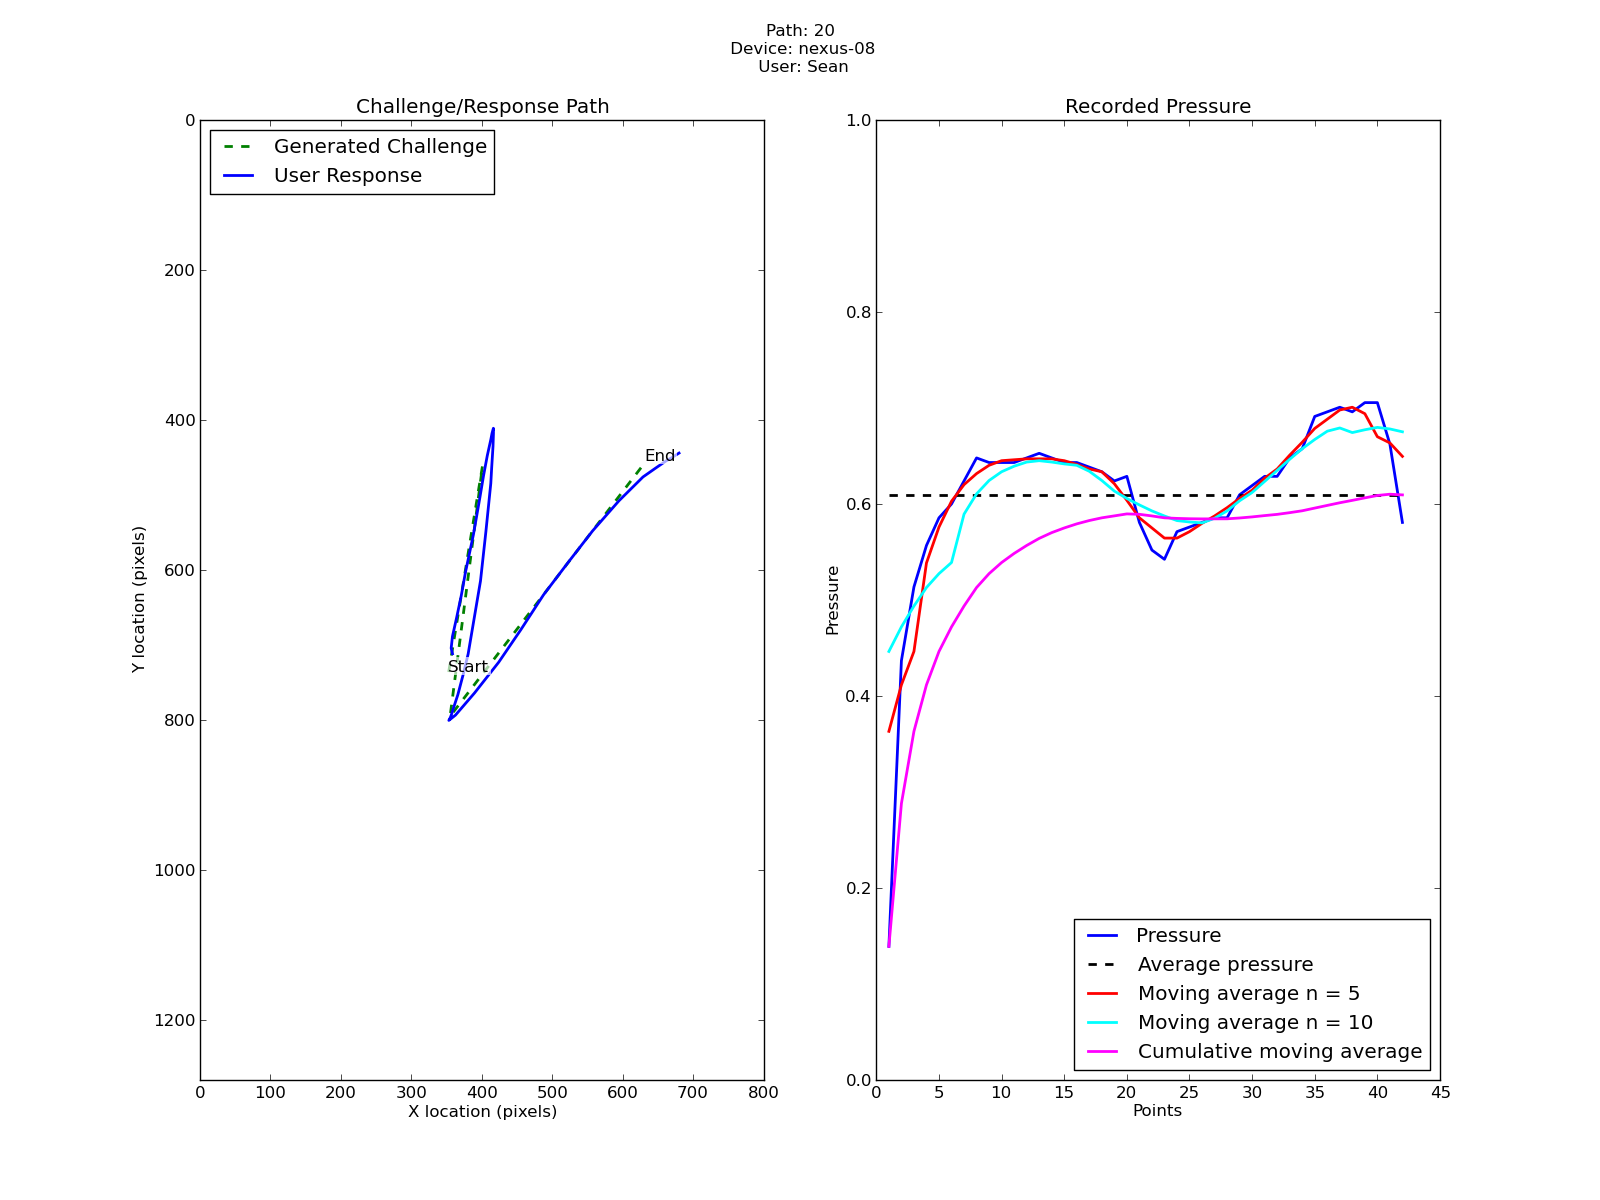 Path: 20
Device: nexus-08
User: Sean
Challenge/Response Path
Generated Challenge
User Response
0
200
400
600
800
1000
1200
Y location (pixels)
Start
End
0 100 200 300 400 500 600 700 800
X location (pixels)
Recorded Pressure
1.0
0.8
0.6
0.4
0.2
0.0
Pressure
Pressure
Average pressure
Moving average n = 5
Moving average n = 10
Cumulative moving average
0 5 10 15 20 25 30 35 40 45
Points